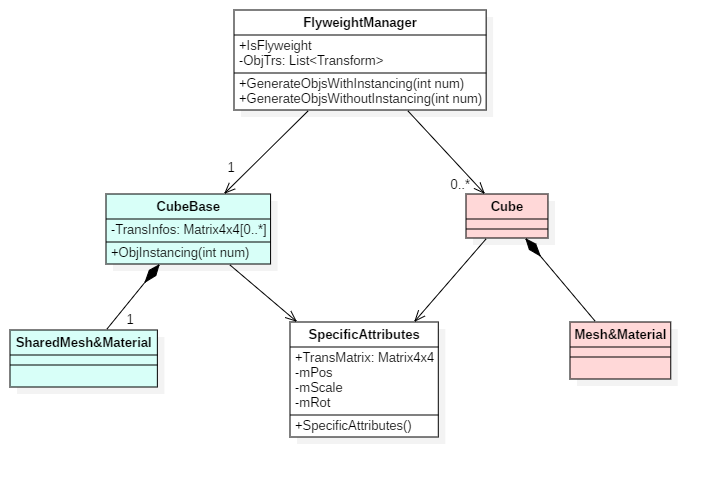 FlyweightManager
+IsFlyweight
-ObjTrs: List<Transform>
+GenerateObjsWithInstancing(int num)
+GenerateObjsWithoutInstancing(int num)
1
0..*
CubeBase
-TransInfos: Matrix4x4[0..*]
+ObjInstancing(int num)
Cube
1
SharedMesh&Material
SpecificAttributes
+TransMatrix: Matrix4x4
-mPos
-mScale
-mRot
+SpecificAttributes()
Mesh&Material